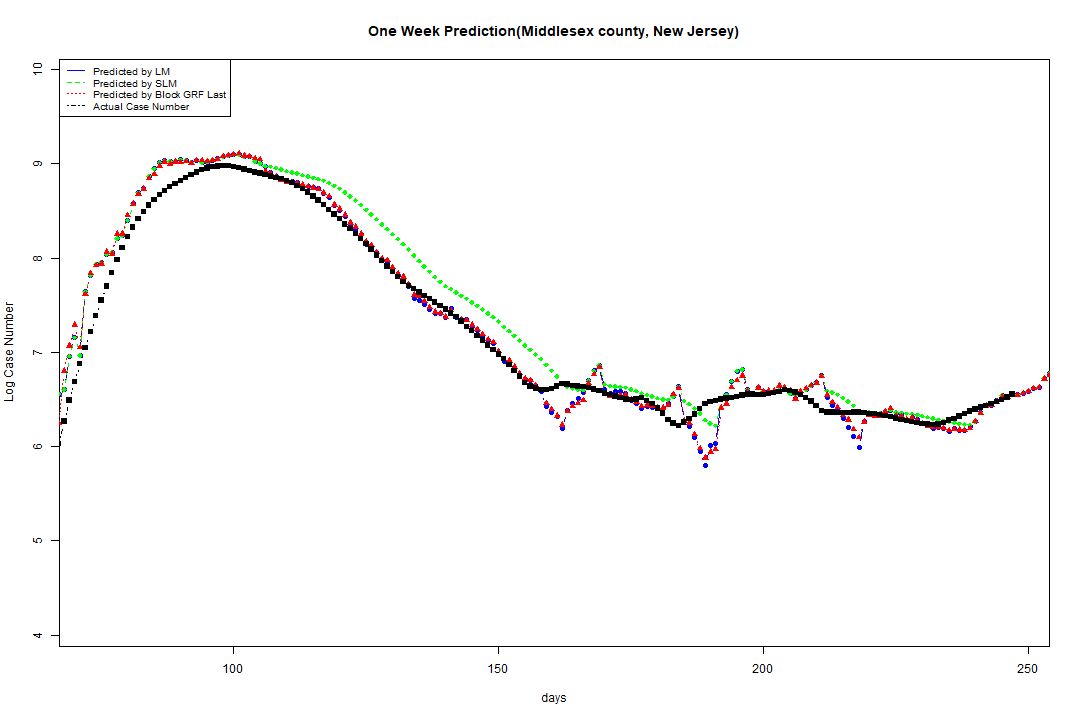 One Week Prediction(Middlesex county, New Jersey)
Predicted by LM
Predicted by SLM
Predicted by Block GRF Last
Actual Case Number
10
9
8
7
6
5
4
Log Case Number
100 150 200 250
days